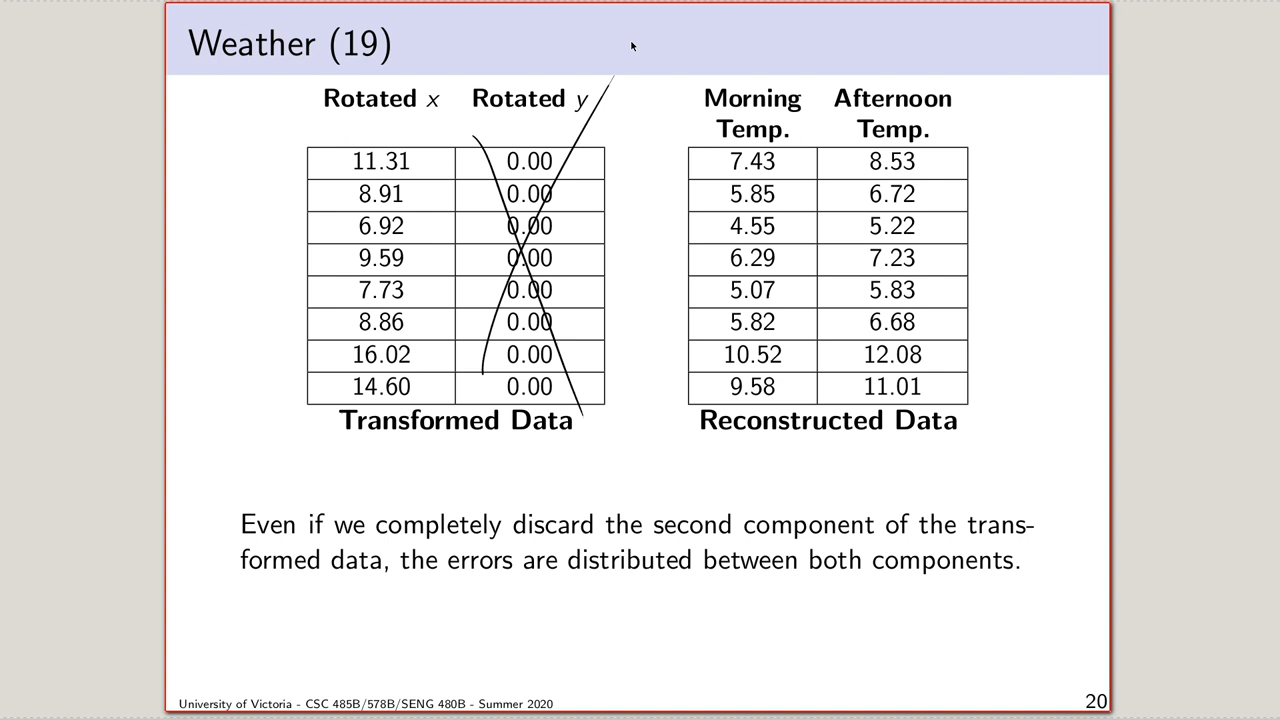 Weather (19)
Rotated x Rotated y Morning Afternoon
Temp. Temp.
11.31 0.00 7.43 8.53
8.91 0.00 5.85 6.72
6.92 0.00 4.55 5.22
9.59 0.00 6.29 7.23
7.73 0.00 5.07 5.83
8.86 0.00 5.82 6.68
16.02 0.00 10.52 12.08
14.60 0.00 9.58 11.01
Transformed Data Reconstructed Data
Even if we completely discard the second component of the trans-
formed data, the errors are distributed between both components.
University of Victoria - CSC 485B/578B/SENG 480B - Summer 2020 20